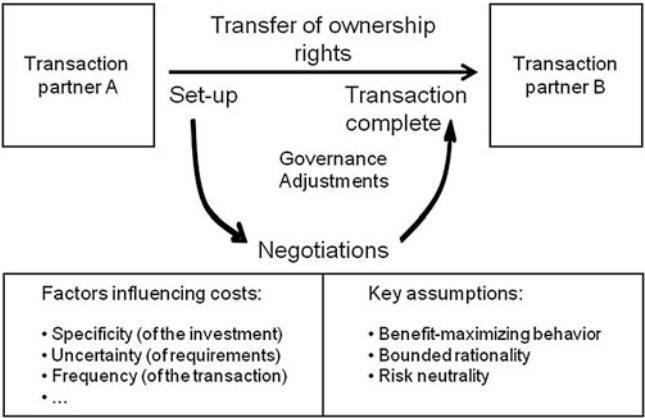 Transaction
partner A
Transfer of ownership
rights
Transaction
partner B
Set-up
Transaction
complete
Governance
Adjustments
Negotiations
Factors influencing costs:
• Specificity (of the investment)
• Uncertainty (of requirements)
• Frequency (of the transaction)
• ...
Key assumptions:
• Benefit-maximizing behavior
• Bounded rationality
• Risk neutrality